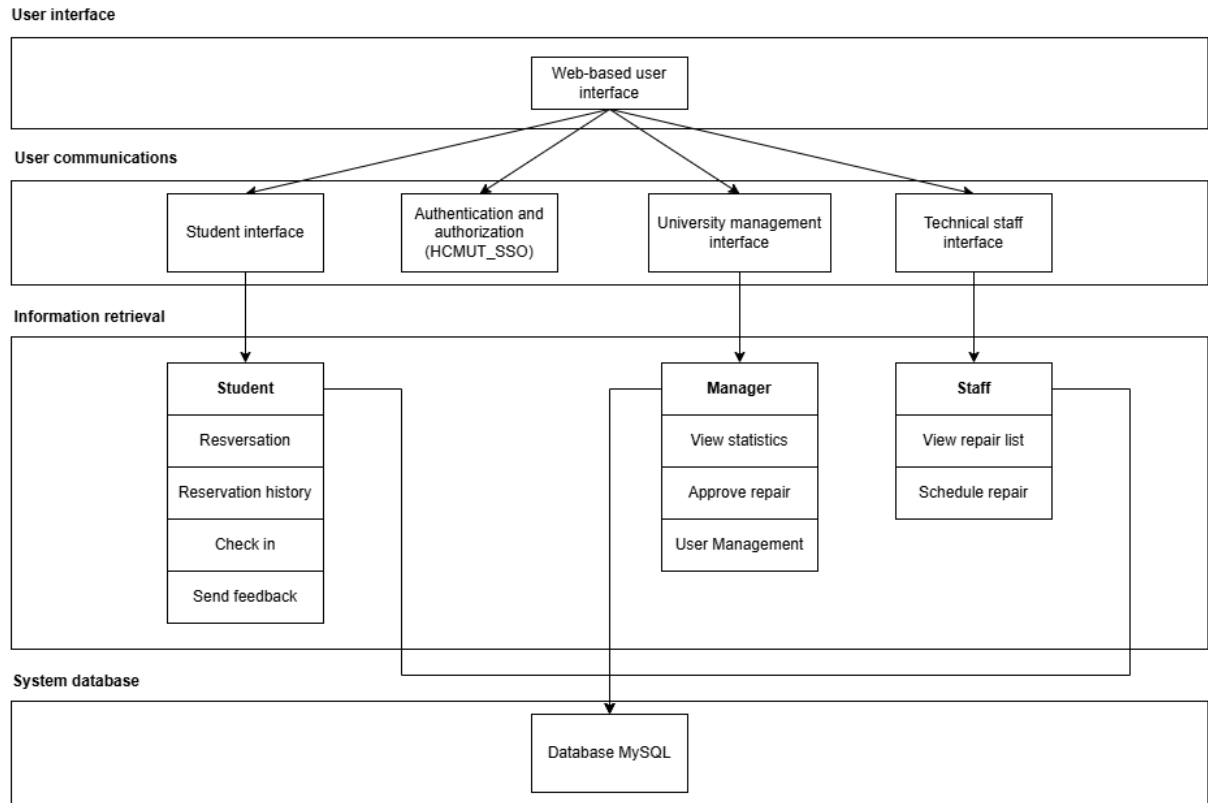 User interface
Web-based user
interface
User communications
Student interface
Authentication and
authorization
(HCMUT_SSO)
University management
interface
Technical staff
interface
Information retrieval
Student
Resversation
Reservation history
Check in
Send feedback
Manager
View statistics
Approve repair
User Management
Staff
View repair list
Schedule repair
System database
Database MySQL